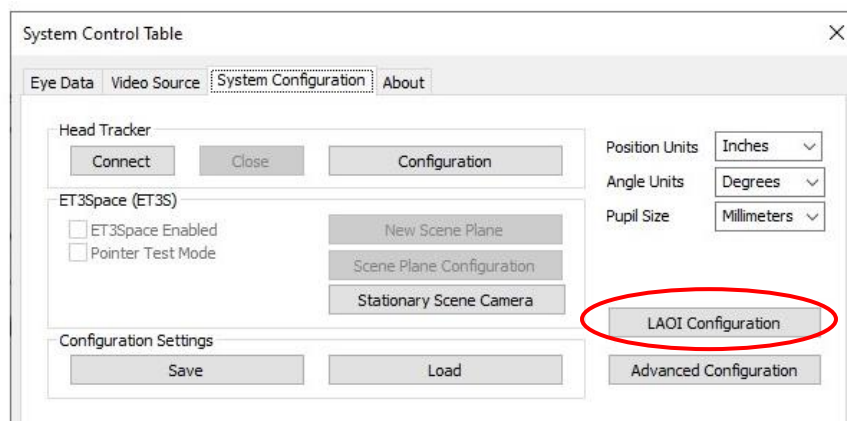 System Control Table
Eye Data Video Source System Configuration About
Head Tracker
Connect Close Configuration
Position Units Inches
Angle Units Degrees
Pupil Size Millimeters
ET3Space (ET3S)
ET3Space Enabled
Pointer Test Mode
New Scene Plane
Scene Plane Configuration
Stationary Scene Camera
LAOI Configuration
Configuration Settings
Save Load
Advanced Configuration